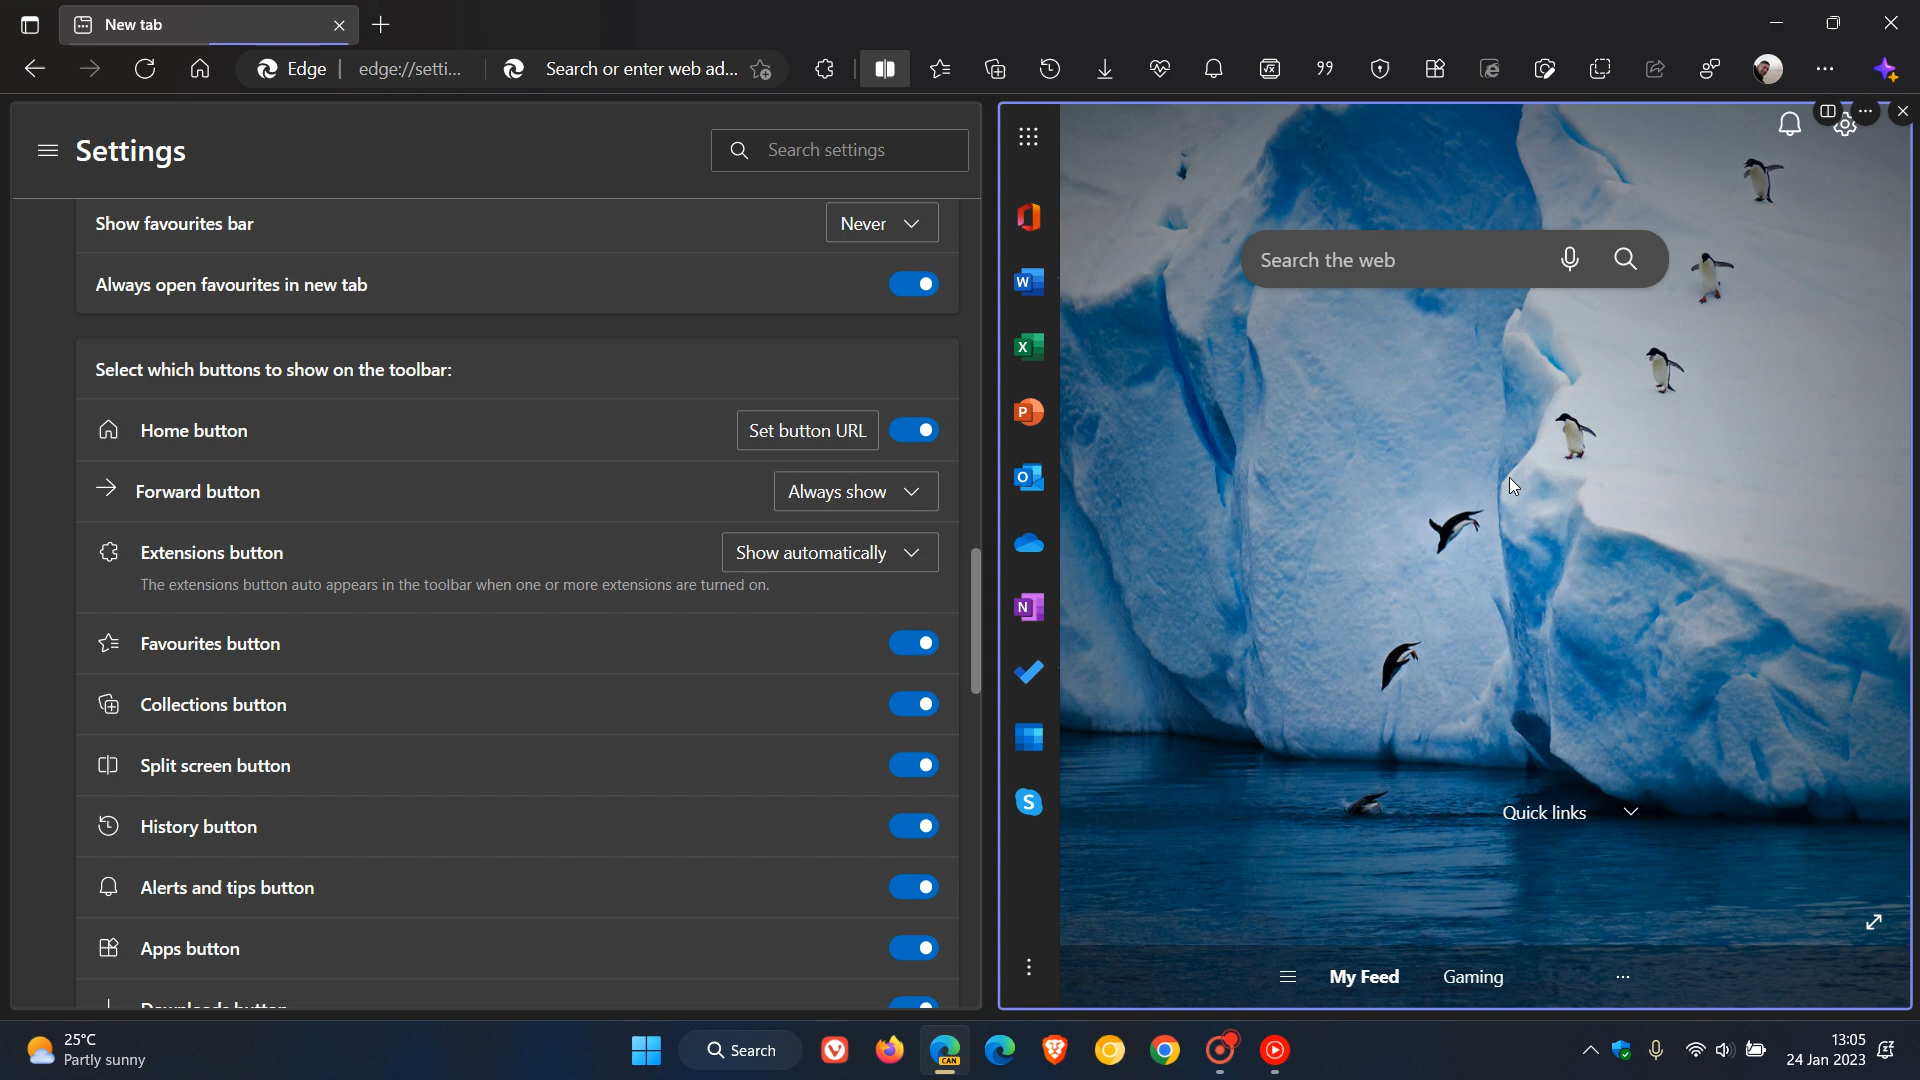 New tab
Edge
edge://setti...
Search or enter web ad...
Settings
Search settings
Show favourites bar
Never
Always open favourites in new tab
Select which buttons to show on the toolbar:
Home button
Set button URL
Forward button
Always show
Extensions button
Show automatically
The extensions button auto appears in the toolbar when one or more extensions are turned on.
Favourites button
Collections button
Split screen button
History button
Alerts and tips button
Apps button
Downloads button
Search the web
W
X
P
O
N
S
Quick links
My Feed
Gaming
25°C
Partly sunny
Search
CAN
13:05
24 Jan 2023